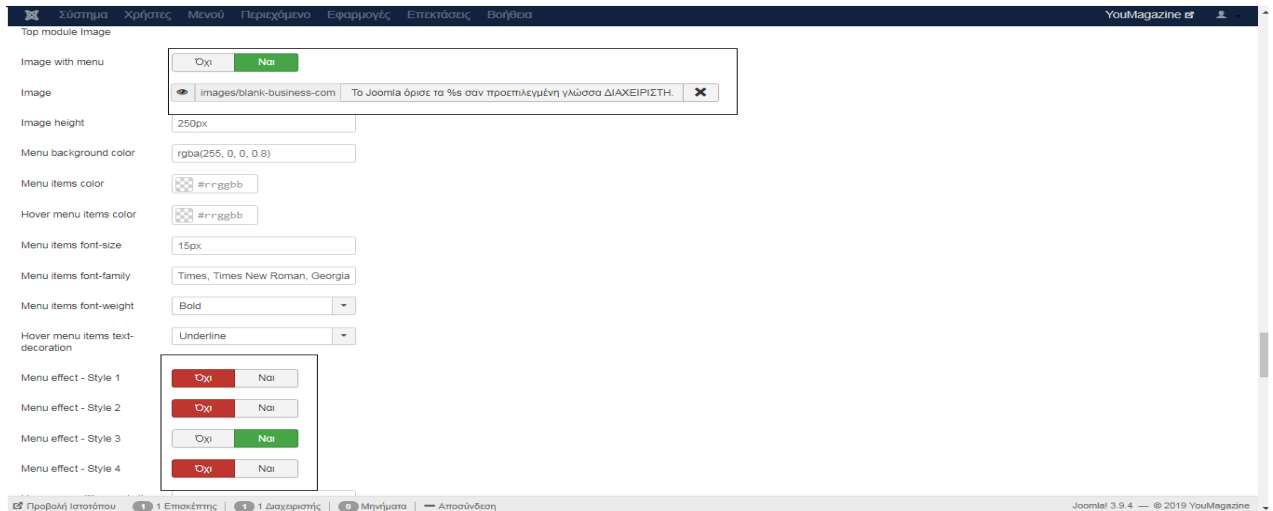 Σύστημα Χρήστες Μενού Περιεχόμενο Εφαρμογές Επεκτάσεις Βοήθεια YouMagazine
Top module Image
Image with menu Όχι Ναι
Image images/blank-business-com Το Joomla όρισε τα %s σαν προεπιλεγμένη γλώσσα ΔΙΑΧΕΙΡΙΣΤΗ.
Image height 250px
Menu background color rgba(255, 0, 0, 0.8)
Menu items color #rrggbb
Hover menu items color #rrggbb
Menu items font-size 15px
Menu items font-family Times, Times New Roman, Georgia
Menu items font-weight Bold
Hover menu items text-
decoration Underline
Menu effect - Style 1 Όχι Ναι
Menu effect - Style 2 Όχι Ναι
Menu effect - Style 3 Όχι Ναι
Menu effect - Style 4 Όχι Ναι
Προβολή Ιστοτόπου 1 1 Επισκέπτης | 1 1 Διαχειριστής | 0 Μηνύματα | Αποσύνδεση Joomla! 3.9.4 — © 2019 YouMagazine